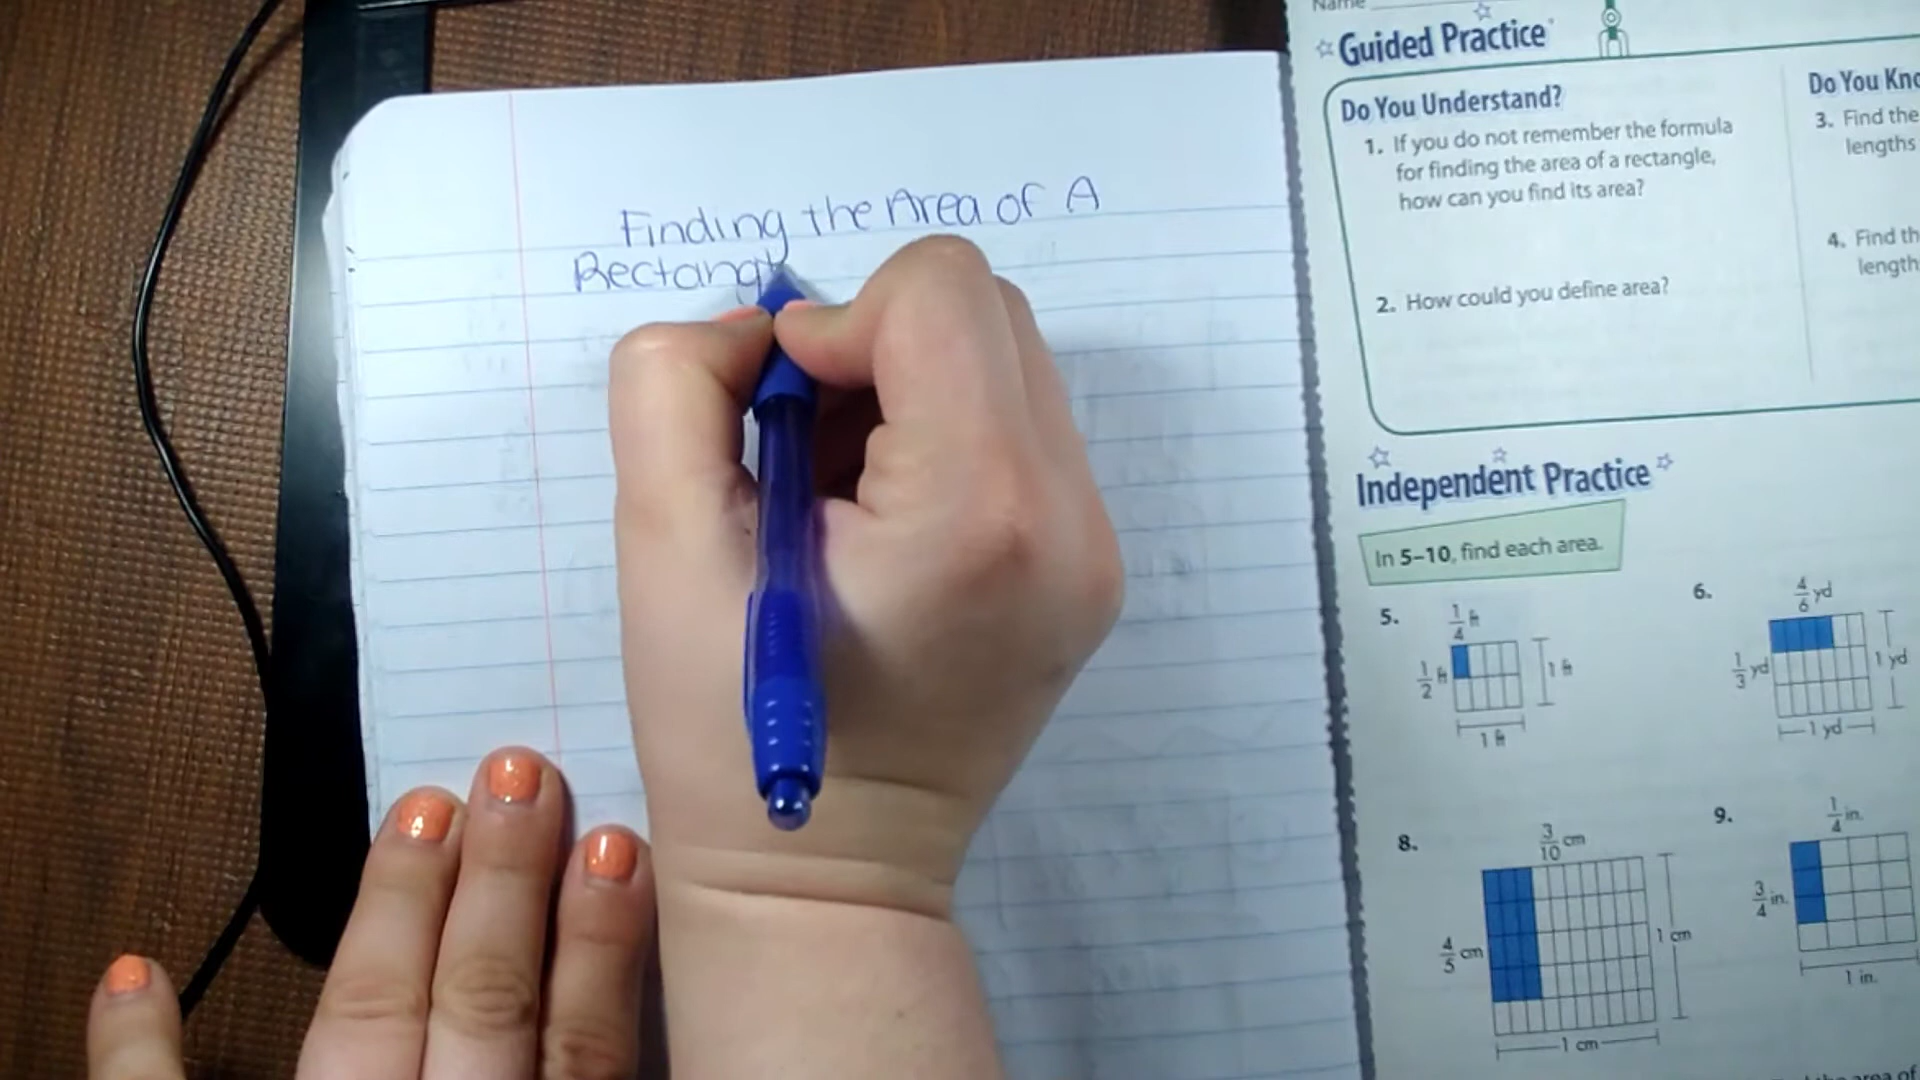 Finding the Area of A
Rectangl
Name
Guided Practice
Do You Understand?
1. If you do not remember the formula
for finding the area of a rectangle,
how can you find its area?
2. How could you define area?
Do You Kno
3. Find the
lengths
4. Find th
length
Independent Practice
In 5–10, find each area.
5.
1/4 ft
1/2 ft
1 ft
1 ft
6.
4/6 yd
1/3 yd
1 yd
1 yd
8.
3/10 cm
4/5 cm
1 cm
1 cm
9.
1/4 in.
3/4 in.
1 in.
area of